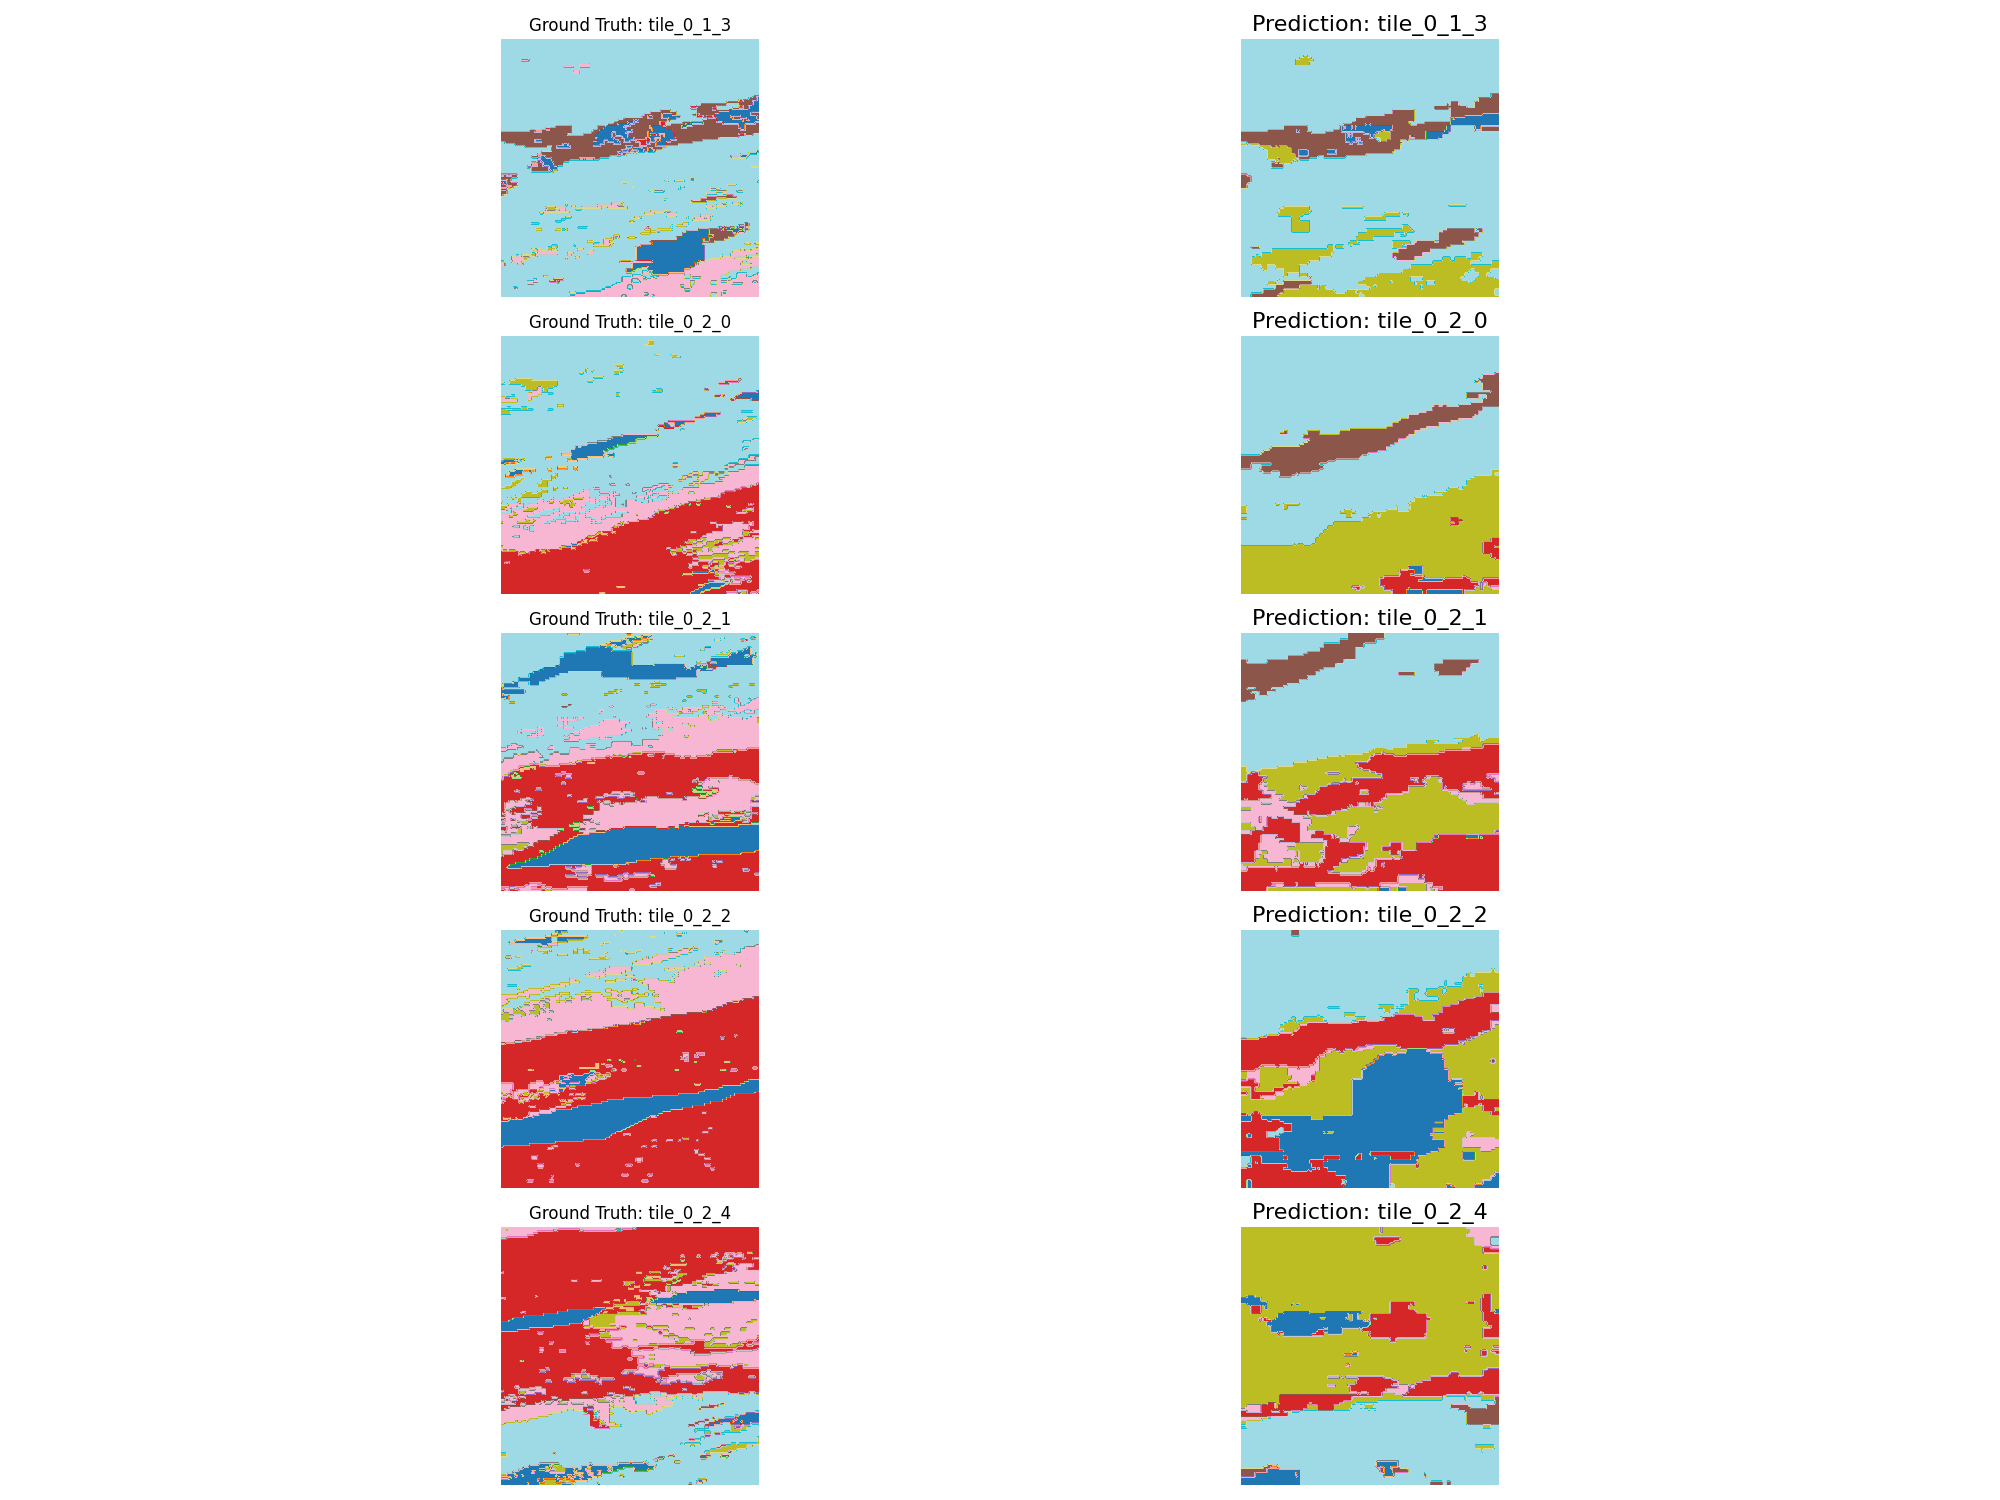 Ground Truth: tile_0_1_3
Prediction: tile_0_1_3
Ground Truth: tile_0_2_0
Prediction: tile_0_2_0
Ground Truth: tile_0_2_1
Prediction: tile_0_2_1
Ground Truth: tile_0_2_2
Prediction: tile_0_2_2
Ground Truth: tile_0_2_4
Prediction: tile_0_2_4